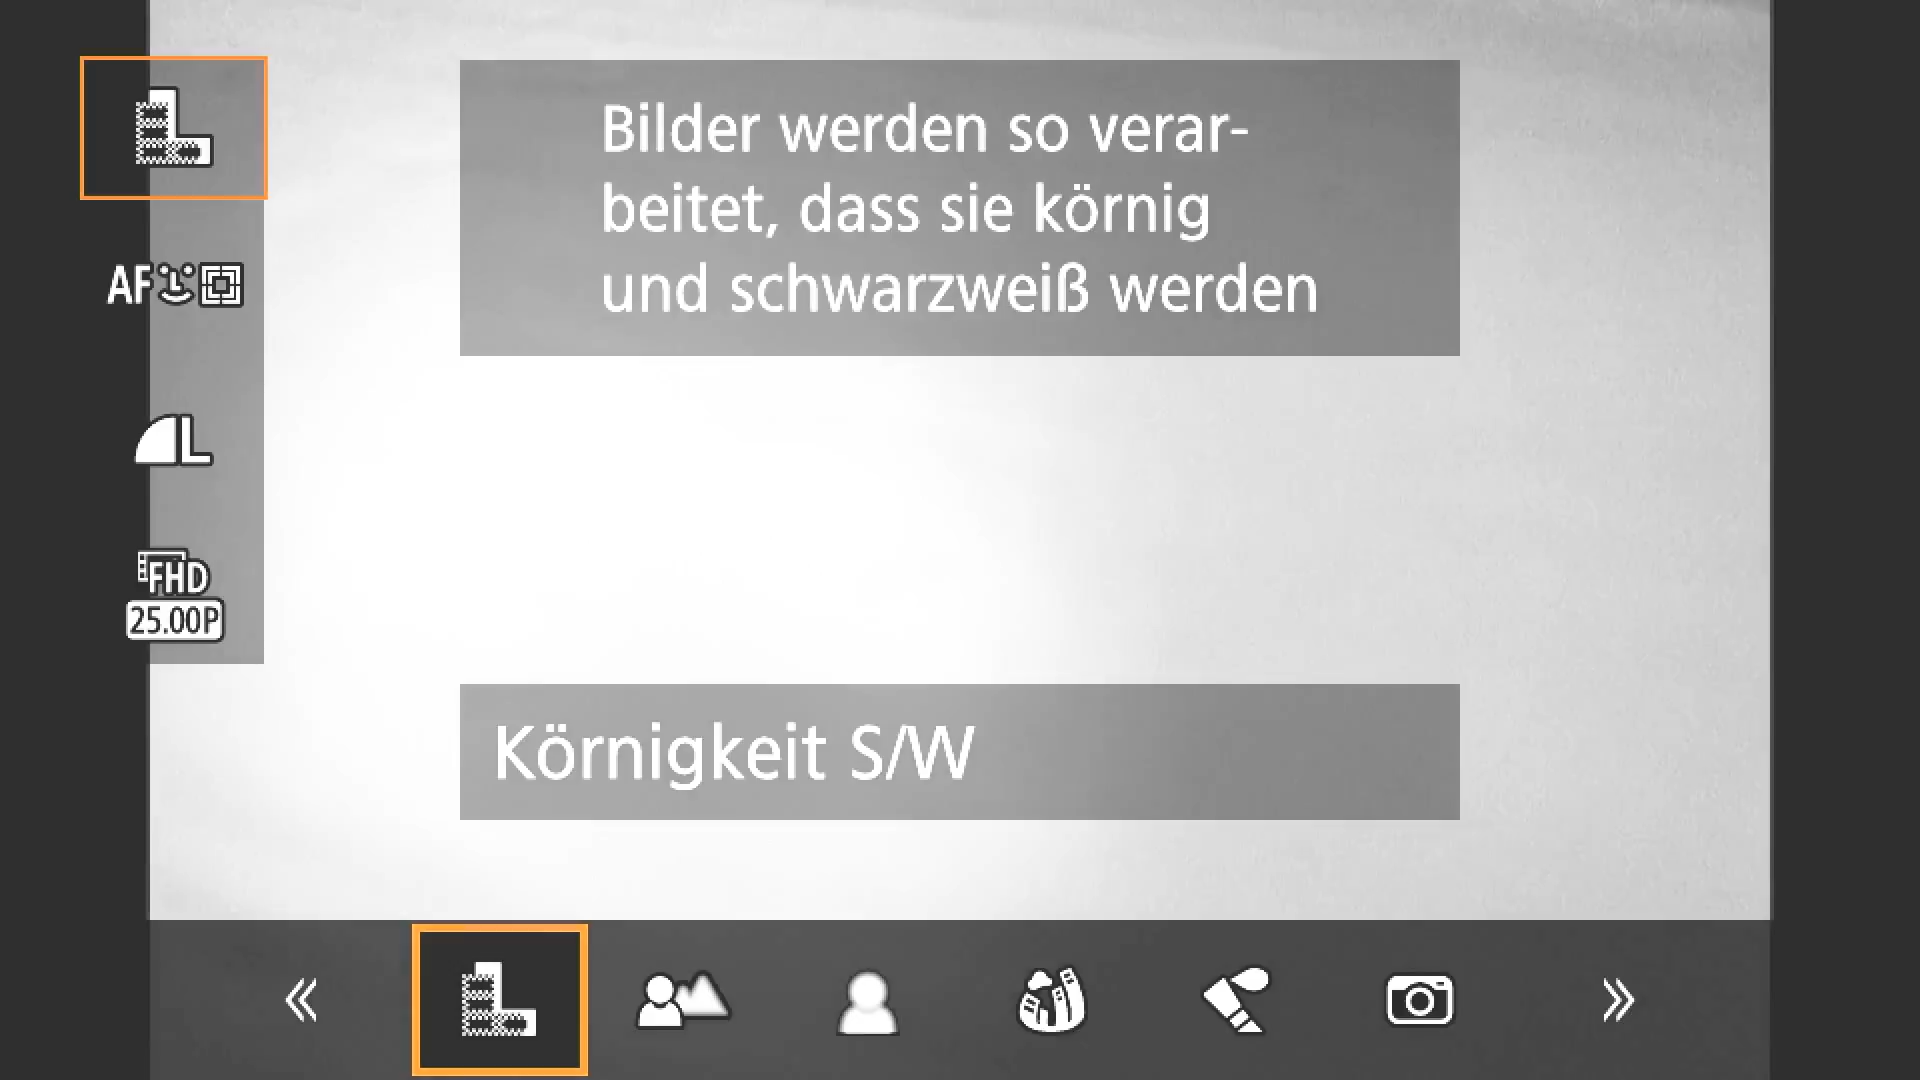 Bilder werden so verar-
beitet, dass sie körnig
und schwarzweiß werden
AF
L
FHD
25.00P
Körnigkeit S/W